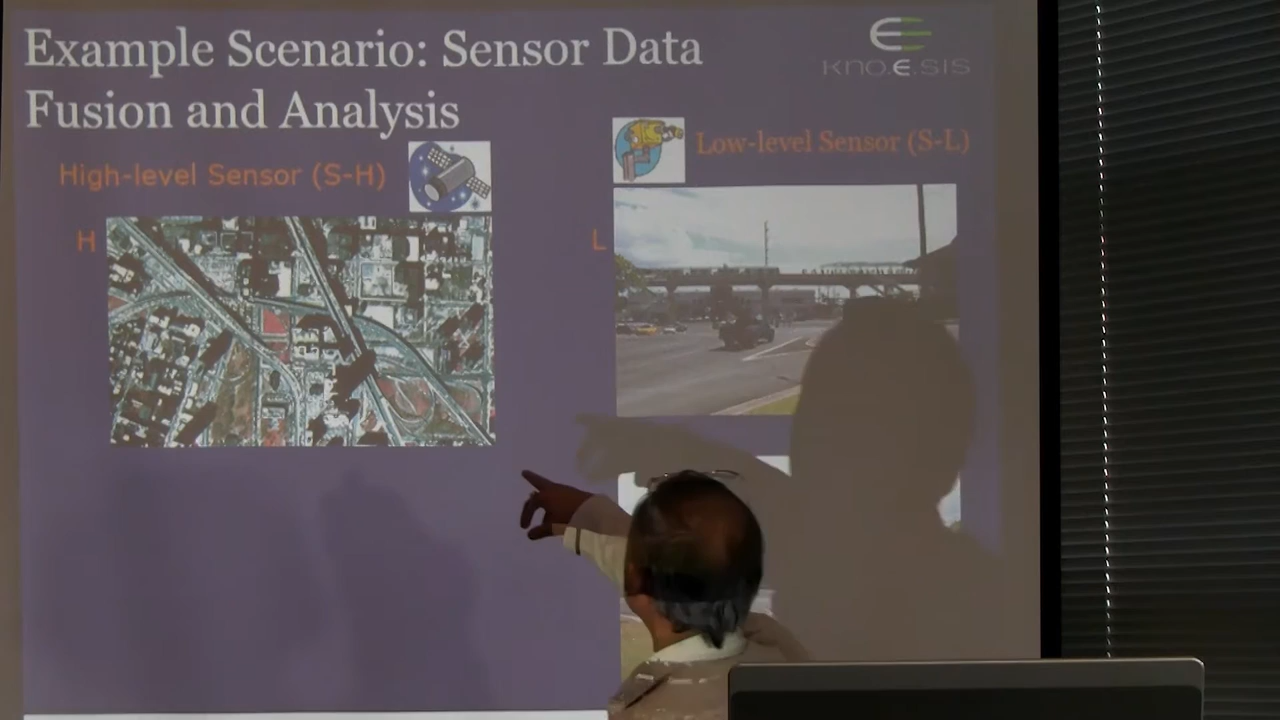 Example Scenario: Sensor Data
Fusion and Analysis
kno.e.sis
High-level Sensor (S-H)
Low-level Sensor (S-L)
H
L